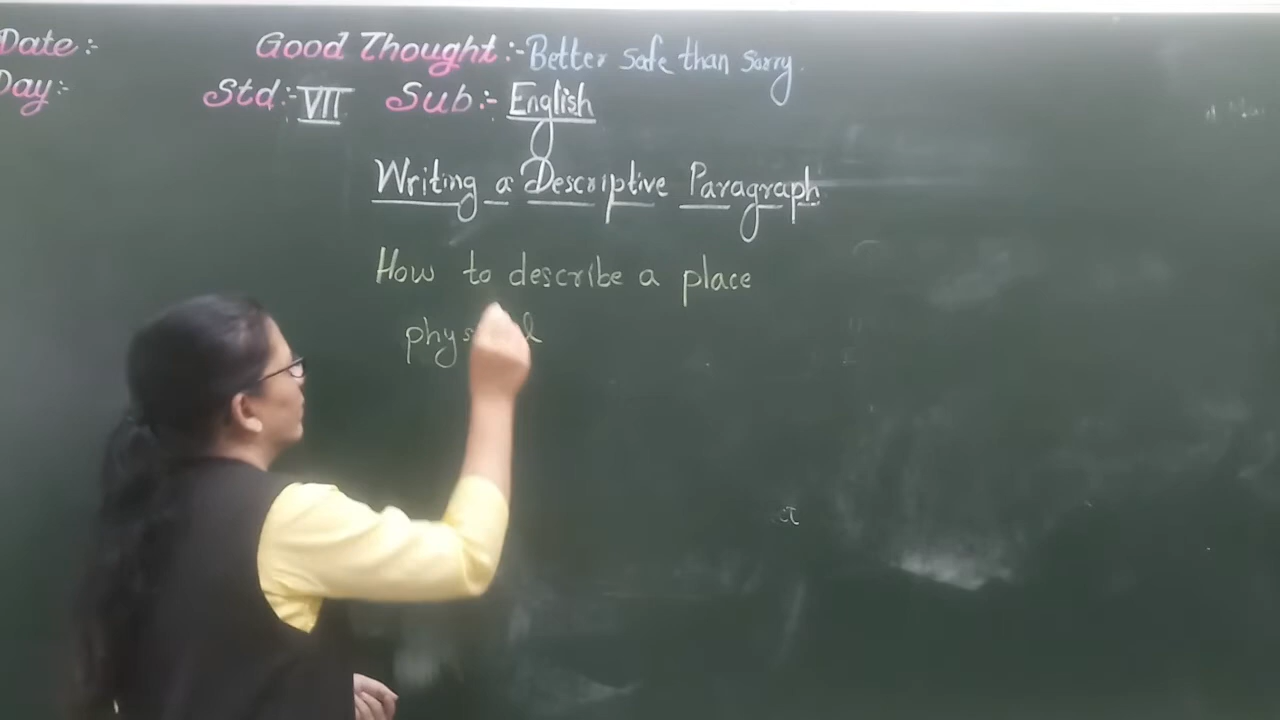 Date:-
Good Thought:- Better safe than sorry.
Day:-
Std:- VII Sub:- English
Writing a Descriptive Paragraph
How to describe a place